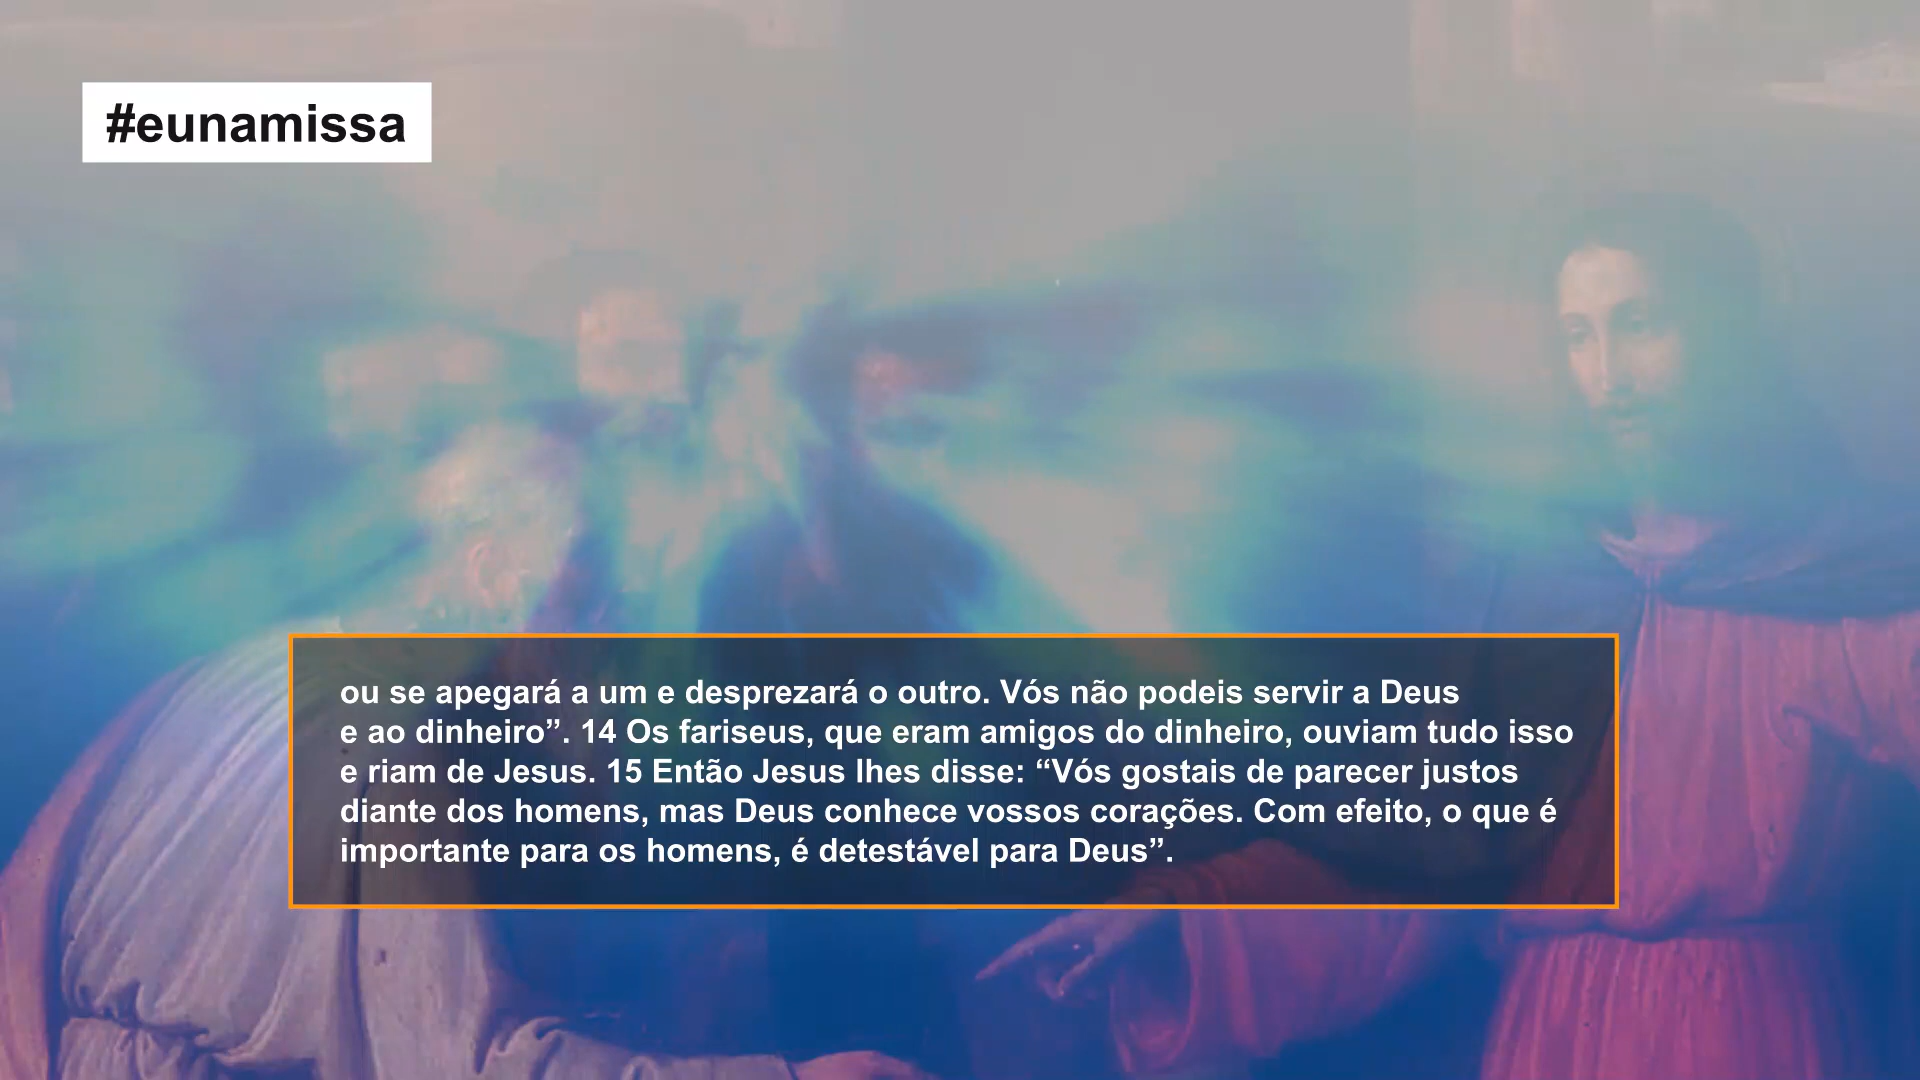 #eunamissa
ou se apegará a um e desprezará o outro. Vós não podeis servir a Deus
e ao dinheiro”. 14 Os fariseus, que eram amigos do dinheiro, ouviam tudo isso
e riam de Jesus. 15 Então Jesus lhes disse: “Vós gostais de parecer justos
diante dos homens, mas Deus conhece vossos corações. Com efeito, o que é
importante para os homens, é detestável para Deus”.